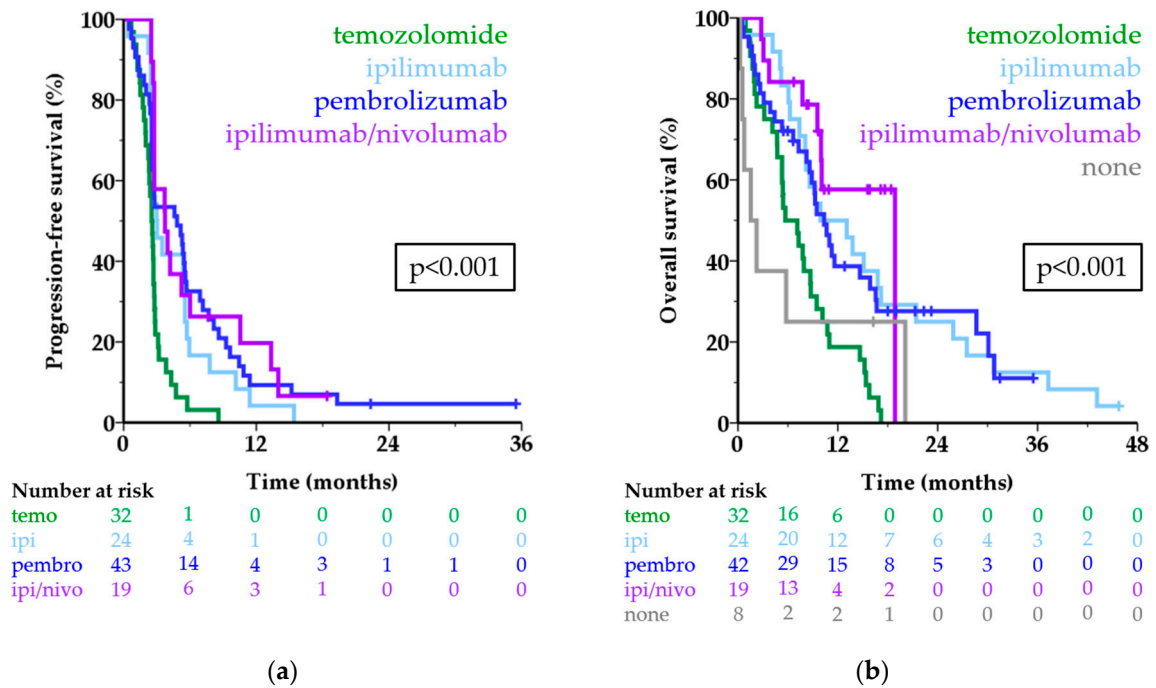 100
80
60
40
20
0
Progression-free survival (%)
temozolomide
ipilimumab
pembrolizumab
ipilimumab/nivolumab
p<0.001
0 12 24 36
Time (months)
Number at risk
temo 32 1 0 0 0 0 0
ipi 24 4 1 0 0 0 0
pembro 43 14 4 3 1 1 0
ipi/nivo 19 6 3 1 0 0 0
(a)
100
80
60
40
20
0
Overall survival (%)
temozolomide
ipilimumab
pembrolizumab
ipilimumab/nivolumab
none
p<0.001
0 12 24 36 48
Time (months)
Number at risk
temo 32 16 6 0 0 0 0 0 0
ipi 24 20 12 7 6 4 3 2 0
pembro 42 29 15 8 5 3 0 0 0
ipi/nivo 19 13 4 2 0 0 0 0 0
none 8 2 2 1 0 0 0 0 0
(b)